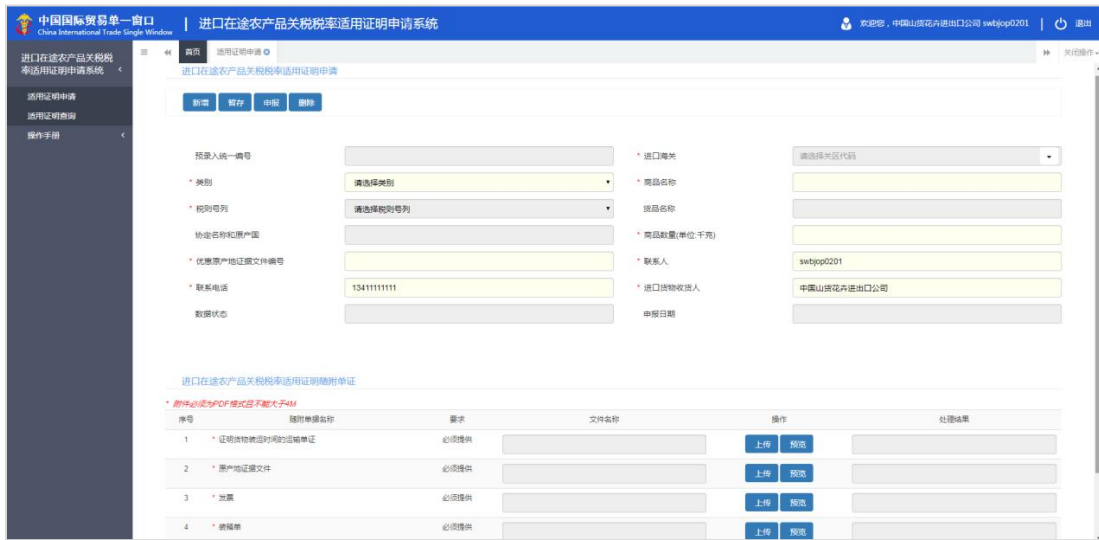 中国国际贸易单一窗口 | 进口在途农产品关税税率适用证明申请系统 欢迎您，中国山货花卉进出口公司 swbjop0201 | 退出
China International Trade Single Window
进口在途农产品关税税率适用证明申请系统
首页 适用证明申请 关闭操作
适用证明申请
适用证明查询
操作手册
进口在途农产品关税税率适用证明申请
新增 暂存 申报 删除
预录入统一编号 * 进口海关 请选择关区代码
* 类别 请选择类别 * 商品名称
* 税则号列 请选择税则号列 货品名称
协定名称和原产国 * 商品数量(单位:千克)
* 优惠原产地证据文件编号 * 联系人 swbjop0201
* 联系电话 13411111111 * 进口货物收货人 中国山货花卉进出口公司
数据状态 申报日期
进口在途农产品关税税率适用证明随附单证
* 附件必须为PDF格式且不能大于4M
序号 随附单据名称 要求 文件名称 操作 处理结果
1 * 证明货物装运时间的运输单证 必须提供 上传 预览
2 * 原产地证据文件 必须提供 上传 预览
3 * 发票 必须提供 上传 预览
4 * 装箱单 必须提供 上传 预览